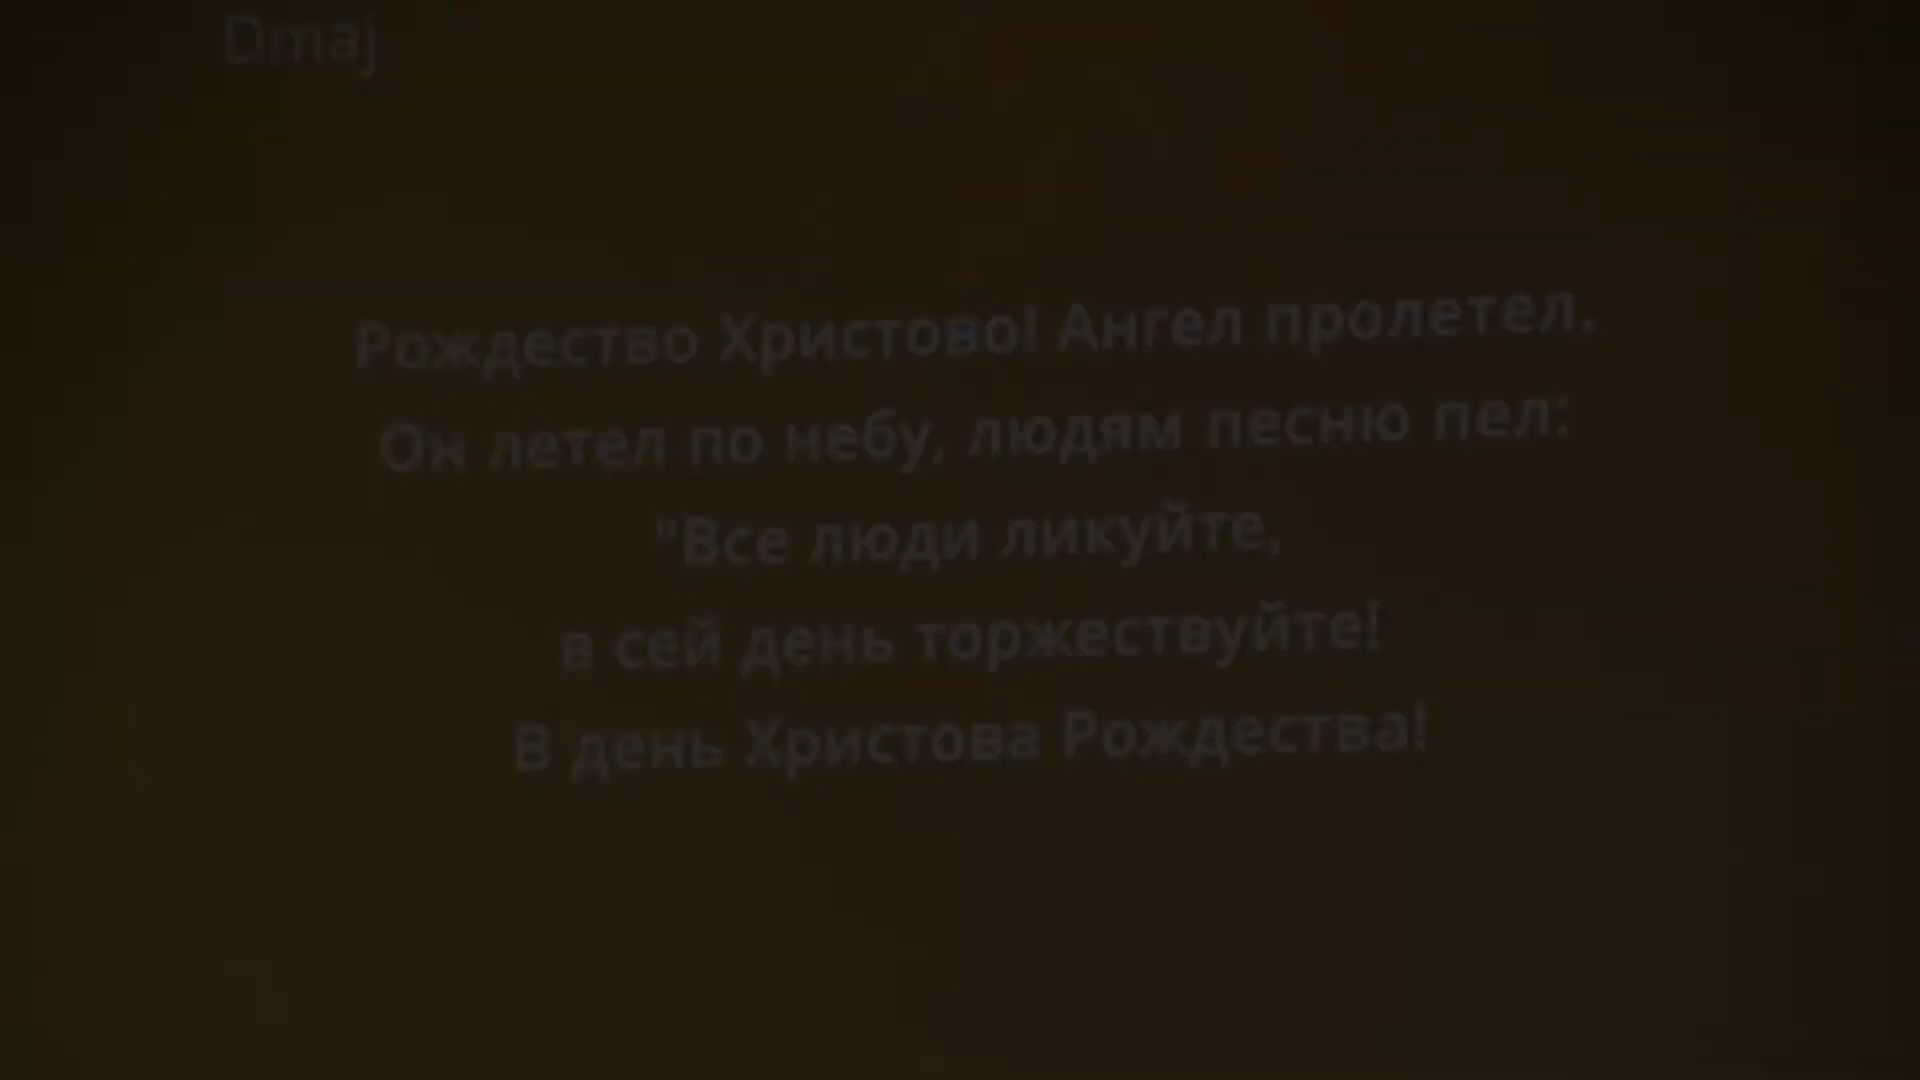 Dmaj
Рождество Христово! Ангел пролетел.
Он летел по небу, людям песню пел:
"Все люди ликуйте,
в сей день торжествуйте!
В день Христова Рождества!